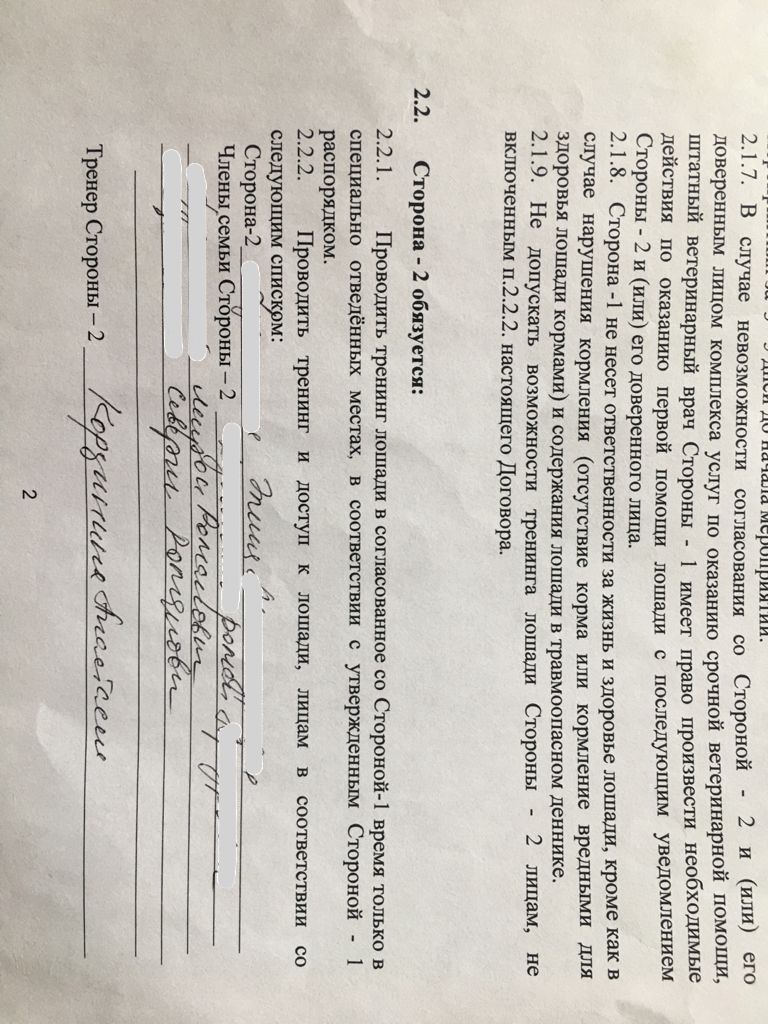 дней до начала мероприятий.
2.1.7. В случае невозможности согласования со Стороной - 2 и (или) его
доверенным лицом комплекса услуг по оказанию срочной ветеринарной помощи,
штатный ветеринарный врач Стороны - 1 имеет право произвести необходимые
действия по оказанию первой помощи лошади с последующим уведомлением
Стороны - 2 и (или) его доверенного лица.
2.1.8. Сторона -1 не несет ответственности за жизнь и здоровье лошади, кроме как в
случае нарушения кормления (отсутствие корма или кормление вредными для
здоровья лошади кормами) и содержания лошади в травмоопасном деннике.
2.1.9. Не допускать возможности тренинга лошади Стороны - 2 лицам, не
включенным п.2.2.2. настоящего Договора.
2.2. Сторона - 2 обязуется:
2.2.1. Проводить тренинг лошади в согласованное со Стороной-1 время только в
специально отведённых местах, в соответствии с утвержденным Стороной - 1
распорядком.
2.2.2. Проводить тренинг и доступ к лошади, лицам в соответствии со
следующим списком:
Сторона-2
Члены семьи Стороны – 2
Романович
Тренер Стороны – 2
2